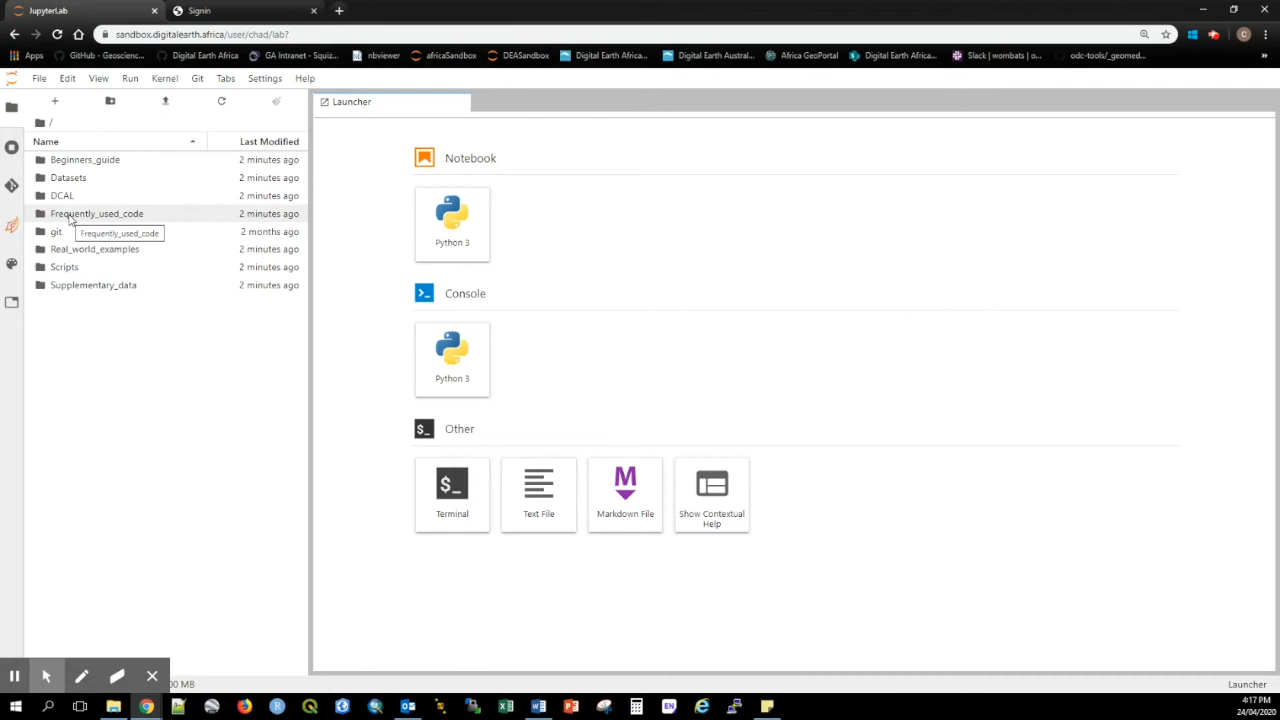 JupyterLab
Signin
sandbox.digitalearth.africa/user/chad/lab?
Apps GitHub - Geoscienc... Digital Earth Africa GA Intranet - Squiz... nbviewer africaSandbox DEASandbox Digital Earth Africa... Digital Earth Austral... Africa GeoPortal Digital Earth Africa... Slack | wombats | o... odc-tools/_geomed...
File Edit View Run Kernel Git Tabs Settings Help
Launcher
/
Name Last Modified
Beginners_guide 2 minutes ago
Datasets 2 minutes ago
DCAL 2 minutes ago
Frequently_used_code 2 minutes ago
git 2 months ago
Frequently_used_code
Real_world_examples 2 minutes ago
Scripts 2 minutes ago
Supplementary_data 2 minutes ago
Notebook
Python 3
Console
Python 3
$_ Other
$_
Terminal
Text File
M
Markdown File
Show Contextual
Help
00 MB
Launcher
4:17 PM
24/04/2020